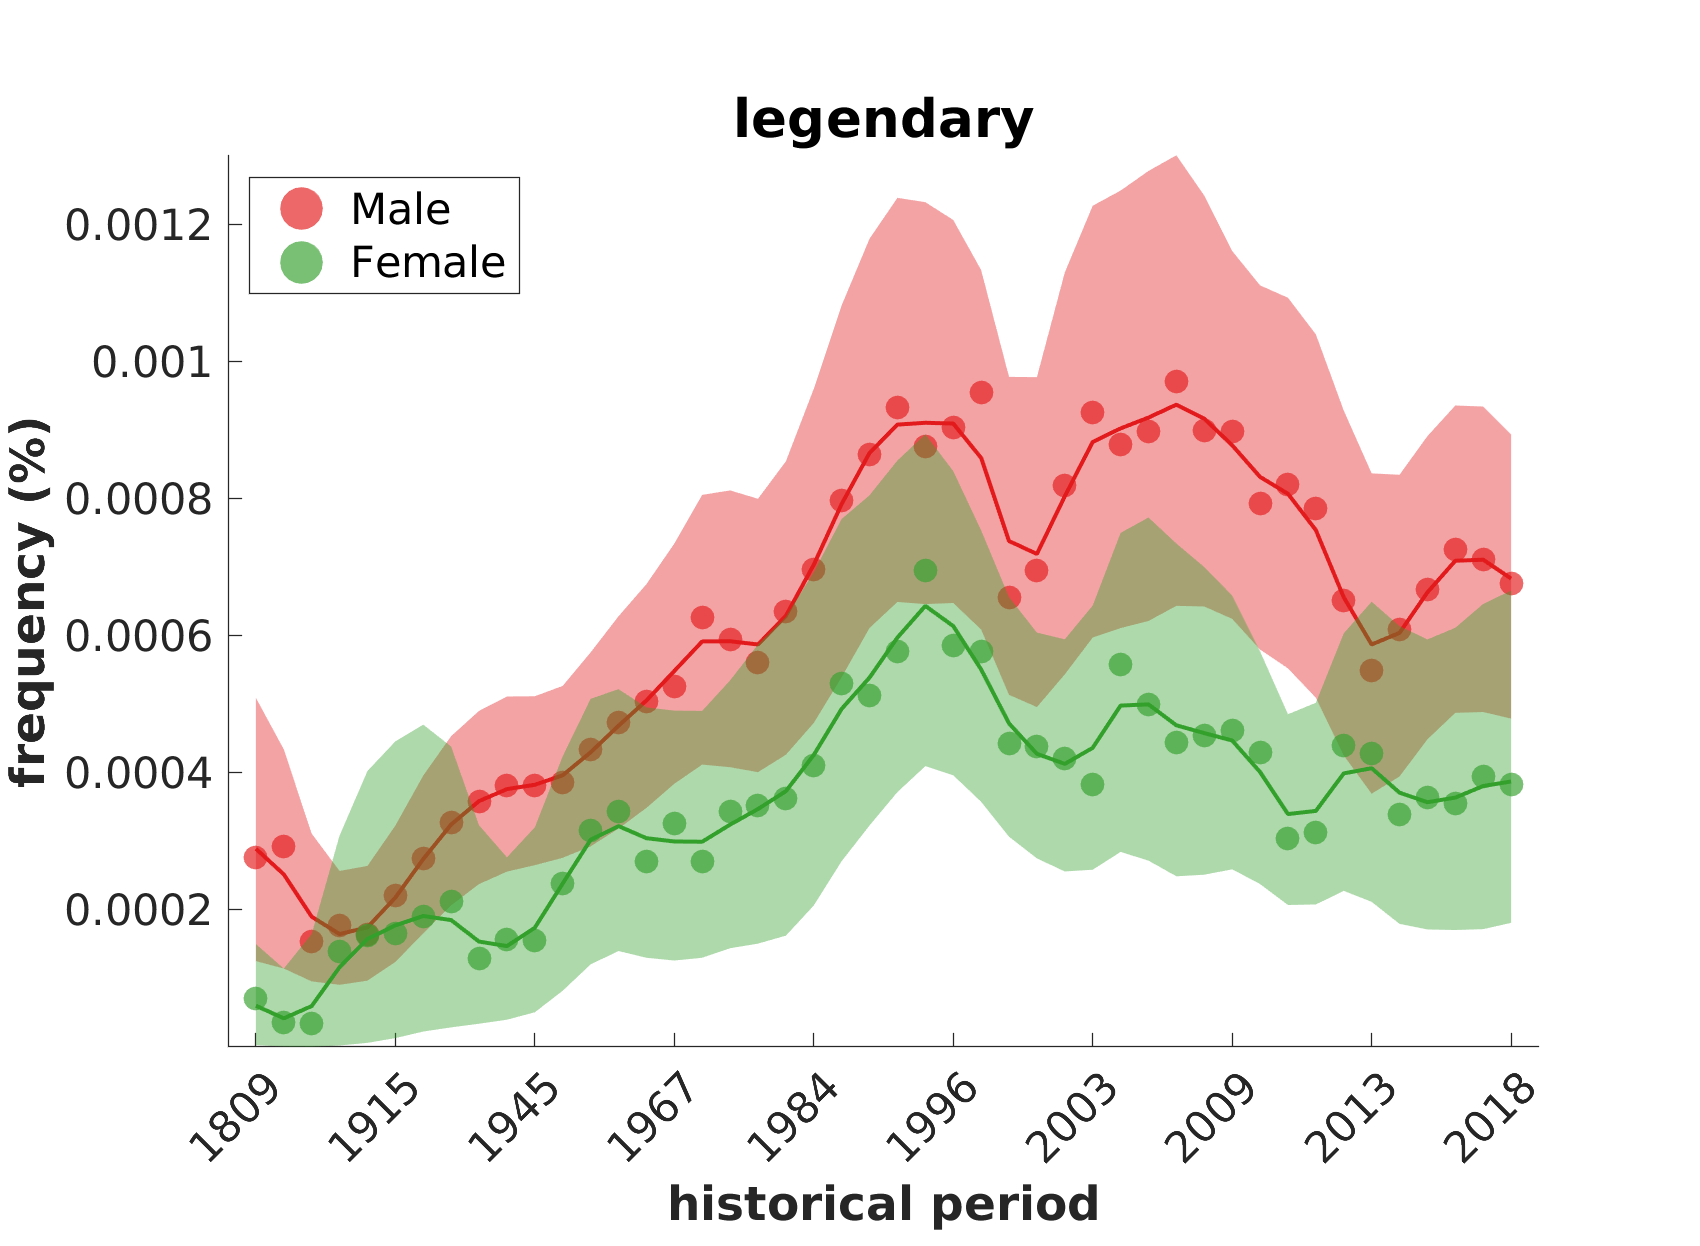 legendary
Male
Female
0.0012
0.001
0.0008
0.0006
0.0004
0.0002
frequency (%)
1809 1915 1945 1967 1984 1996 2003 2009 2013 2018
historical period